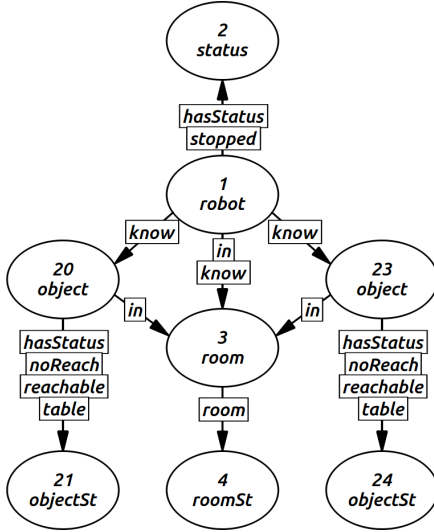 2
status
hasStatus
stopped
1
robot
know
in
know
know
20
object
23
object
in
in
3
room
hasStatus
noReach
reachable
table
room
hasStatus
noReach
reachable
table
21
objectSt
4
roomSt
24
objectSt